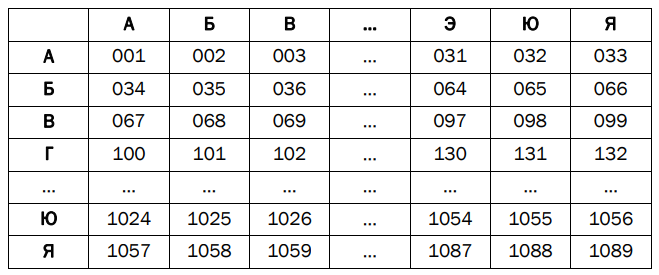 А Б В ... Э Ю Я
А 001 002 003 ... 031 032 033
Б 034 035 036 ... 064 065 066
В 067 068 069 ... 097 098 099
Г 100 101 102 ... 130 131 132
... ... ... ... ... ... ... ...
Ю 1024 1025 1026 ... 1054 1055 1056
Я 1057 1058 1059 ... 1087 1088 1089